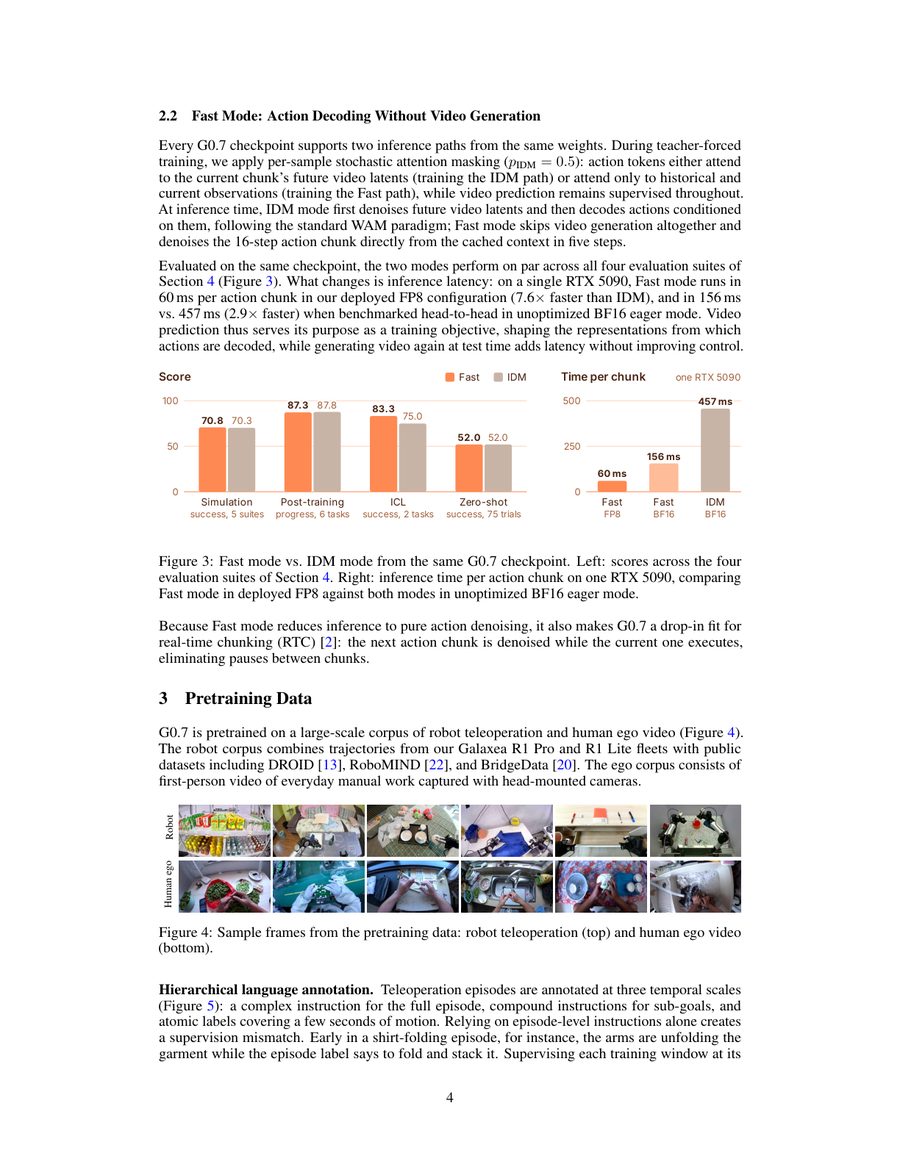 2.2 Fast Mode: Action Decoding Without Video Generation
Every G0.7 checkpoint supports two inference paths from the same weights. During teacher-forced
training, we apply per-sample stochastic attention masking (pIDM = 0.5): action tokens either attend
to the current chunk's future video latents (training the IDM path) or attend only to historical and
current observations (training the Fast path), while video prediction remains supervised throughout.
At inference time, IDM mode first denoises future video latents and then decodes actions conditioned
on them, following the standard WAM paradigm; Fast mode skips video generation altogether and
denoises the 16-step action chunk directly from the cached context in five steps.
Evaluated on the same checkpoint, the two modes perform on par across all four evaluation suites of
Section 4 (Figure 3). What changes is inference latency: on a single RTX 5090, Fast mode runs in
60 ms per action chunk in our deployed FP8 configuration (7.6× faster than IDM), and in 156 ms
vs. 457 ms (2.9× faster) when benchmarked head-to-head in unoptimized BF16 eager mode. Video
prediction thus serves its purpose as a training objective, shaping the representations from which
actions are decoded, while generating video again at test time adds latency without improving control.
Score Fast IDM
100
50
0
70.8 70.3
87.3 87.8
83.3 75.0
52.0 52.0
Simulation Post-training ICL Zero-shot
success, 5 suites progress, 6 tasks success, 2 tasks success, 75 trials
Time per chunk one RTX 5090
500
250
0
60 ms
156 ms
457 ms
Fast Fast IDM
FP8 BF16 BF16
Figure 3: Fast mode vs. IDM mode from the same G0.7 checkpoint. Left: scores across the four
evaluation suites of Section 4. Right: inference time per action chunk on one RTX 5090, comparing
Fast mode in deployed FP8 against both modes in unoptimized BF16 eager mode.
Because Fast mode reduces inference to pure action denoising, it also makes G0.7 a drop-in fit for
real-time chunking (RTC) [2]: the next action chunk is denoised while the current one executes,
eliminating pauses between chunks.
3 Pretraining Data
G0.7 is pretrained on a large-scale corpus of robot teleoperation and human ego video (Figure 4).
The robot corpus combines trajectories from our Galaxea R1 Pro and R1 Lite fleets with public
datasets including DROID [13], RoboMIND [22], and BridgeData [20]. The ego corpus consists of
first-person video of everyday manual work captured with head-mounted cameras.
Robot
Human ego
Figure 4: Sample frames from the pretraining data: robot teleoperation (top) and human ego video
(bottom).
Hierarchical language annotation. Teleoperation episodes are annotated at three temporal scales
(Figure 5): a complex instruction for the full episode, compound instructions for sub-goals, and
atomic labels covering a few seconds of motion. Relying on episode-level instructions alone creates
a supervision mismatch. Early in a shirt-folding episode, for instance, the arms are unfolding the
garment while the episode label says to fold and stack it. Supervising each training window at its
4